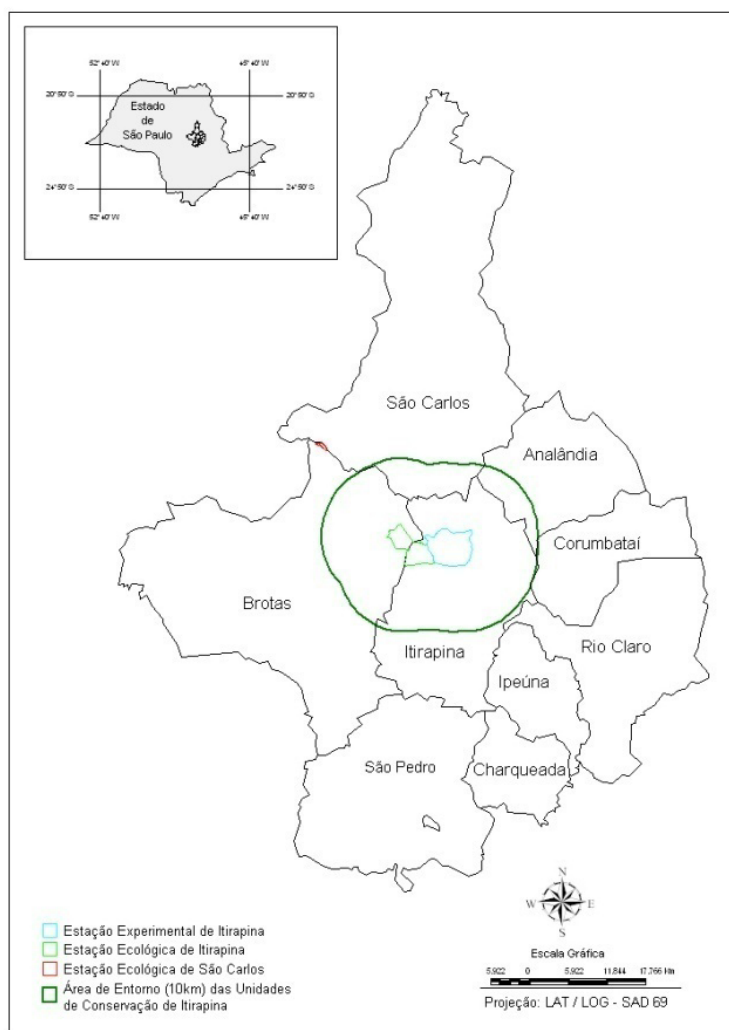 52° 40' W
45° 40' W
20° 50' S
20° 50' S
Estado
de
São Paulo
24° 50' S
24° 50' S
52° 40' W
São Carlos
Analândia
Corumbataí
Brotas
Itirapina
Rio Claro
Ipeúna
São Pedro
Charqueada
Estação Experimental de Itirapina
Estação Ecológica de Itirapina
Estação Ecológica de São Carlos
Área de Entorno (10km) das Unidades
de Conservação de Itirapina
N
W
E
S
Escala Gráfica
5.922 0 5.922 11.844 17.766 Km
Projeção: LAT / LOG - SAD 69